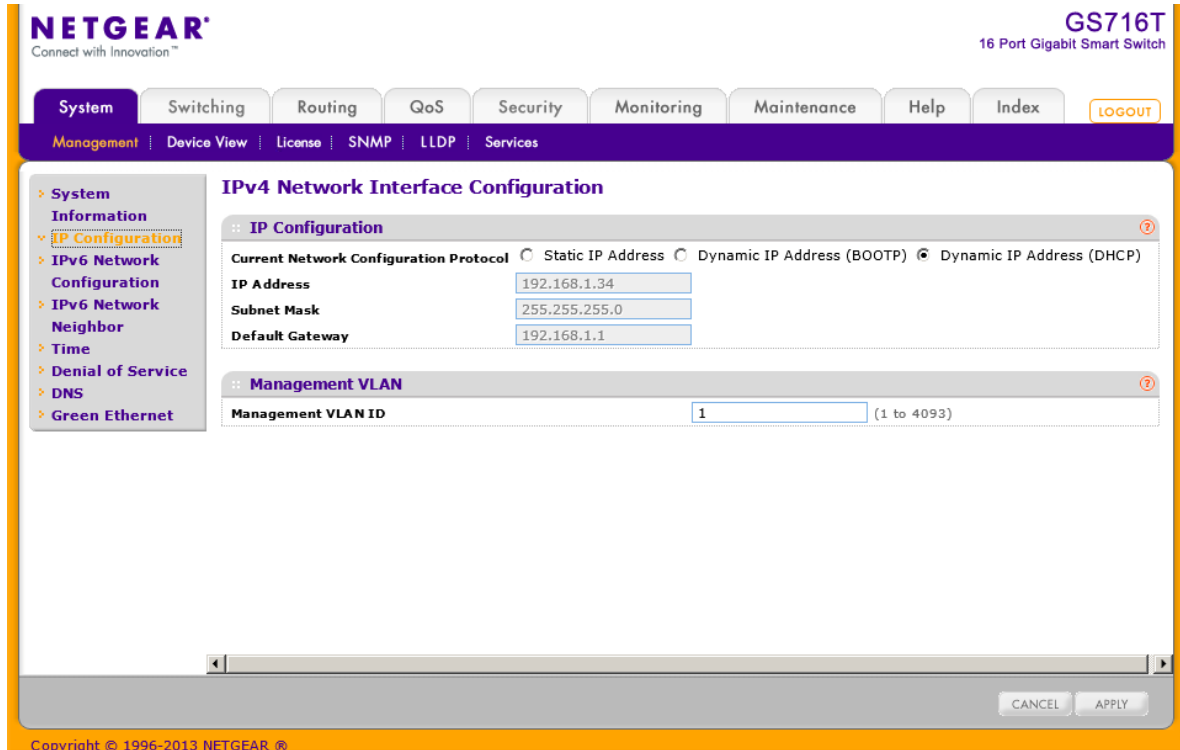 NETGEAR®
Connect with Innovation™
GS716T
16 Port Gigabit Smart Switch
System Switching Routing QoS Security Monitoring Maintenance Help Index LOGOUT
Management Device View License SNMP LLDP Services
System
Information
IP Configuration
IPv6 Network
Configuration
IPv6 Network
Neighbor
Time
Denial of Service
DNS
Green Ethernet
IPv4 Network Interface Configuration
IP Configuration ?
Current Network Configuration Protocol Static IP Address Dynamic IP Address (BOOTP) Dynamic IP Address (DHCP)
IP Address 192.168.1.34
Subnet Mask 255.255.255.0
Default Gateway 192.168.1.1
Management VLAN ?
Management VLAN ID 1 (1 to 4093)
CANCEL APPLY
Copyright © 1996-2013 NETGEAR ®